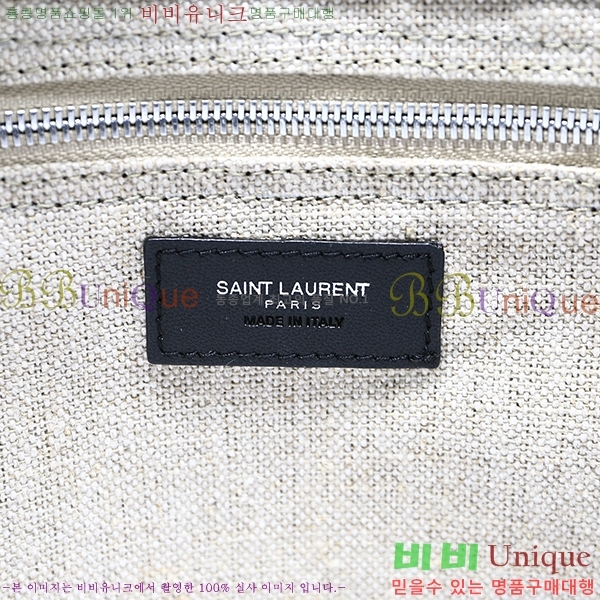 홍콩명품쇼핑몰 1위 비비유니크 명품구매대행
BBUnique BBUnique
SAINT LAURENT
PARIS
NO.1
MADE IN ITALY
비비 Unique
믿을수 있는 명품구매대행
-본 이미지는 비비유니크에서 촬영한 100% 실사 이미지 입니다.-